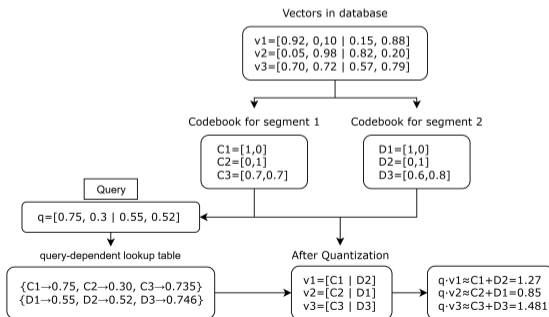 Vectors in database
v1=[0.92, 0,10 | 0.15, 0.88]
v2=[0.05, 0.98 | 0.82, 0.20]
v3=[0.70, 0.72 | 0.57, 0.79]
Codebook for segment 1
C1=[1,0]
C2=[0,1]
C3=[0.7,0.7]
Codebook for segment 2
D1=[1,0]
D2=[0,1]
D3=[0.6,0.8]
Query
q=[0.75, 0.3 | 0.55, 0.52]
query-dependent lookup table
{C1→0.75, C2→0.30, C3→0.735}
{D1→0.55, D2→0.52, D3→0.746}
After Quantization
v1=[C1 | D2]
v2=[C2 | D1]
v3=[C3 | D3]
q·v1≈C1+D2=1.27
q·v2≈C2+D1=0.85
q·v3≈C3+D3=1.481